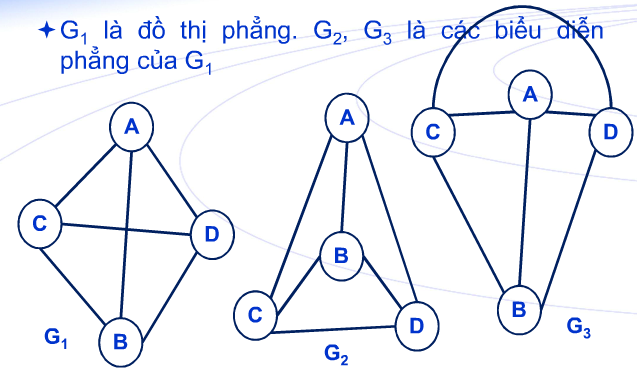 ✦G₁ là đồ thị phẳng. G₂, G₃ là các biểu diễn
phẳng của G₁
A
C
D
B
G₁
A
B
C
D
G₂
A
C
D
B
G₃